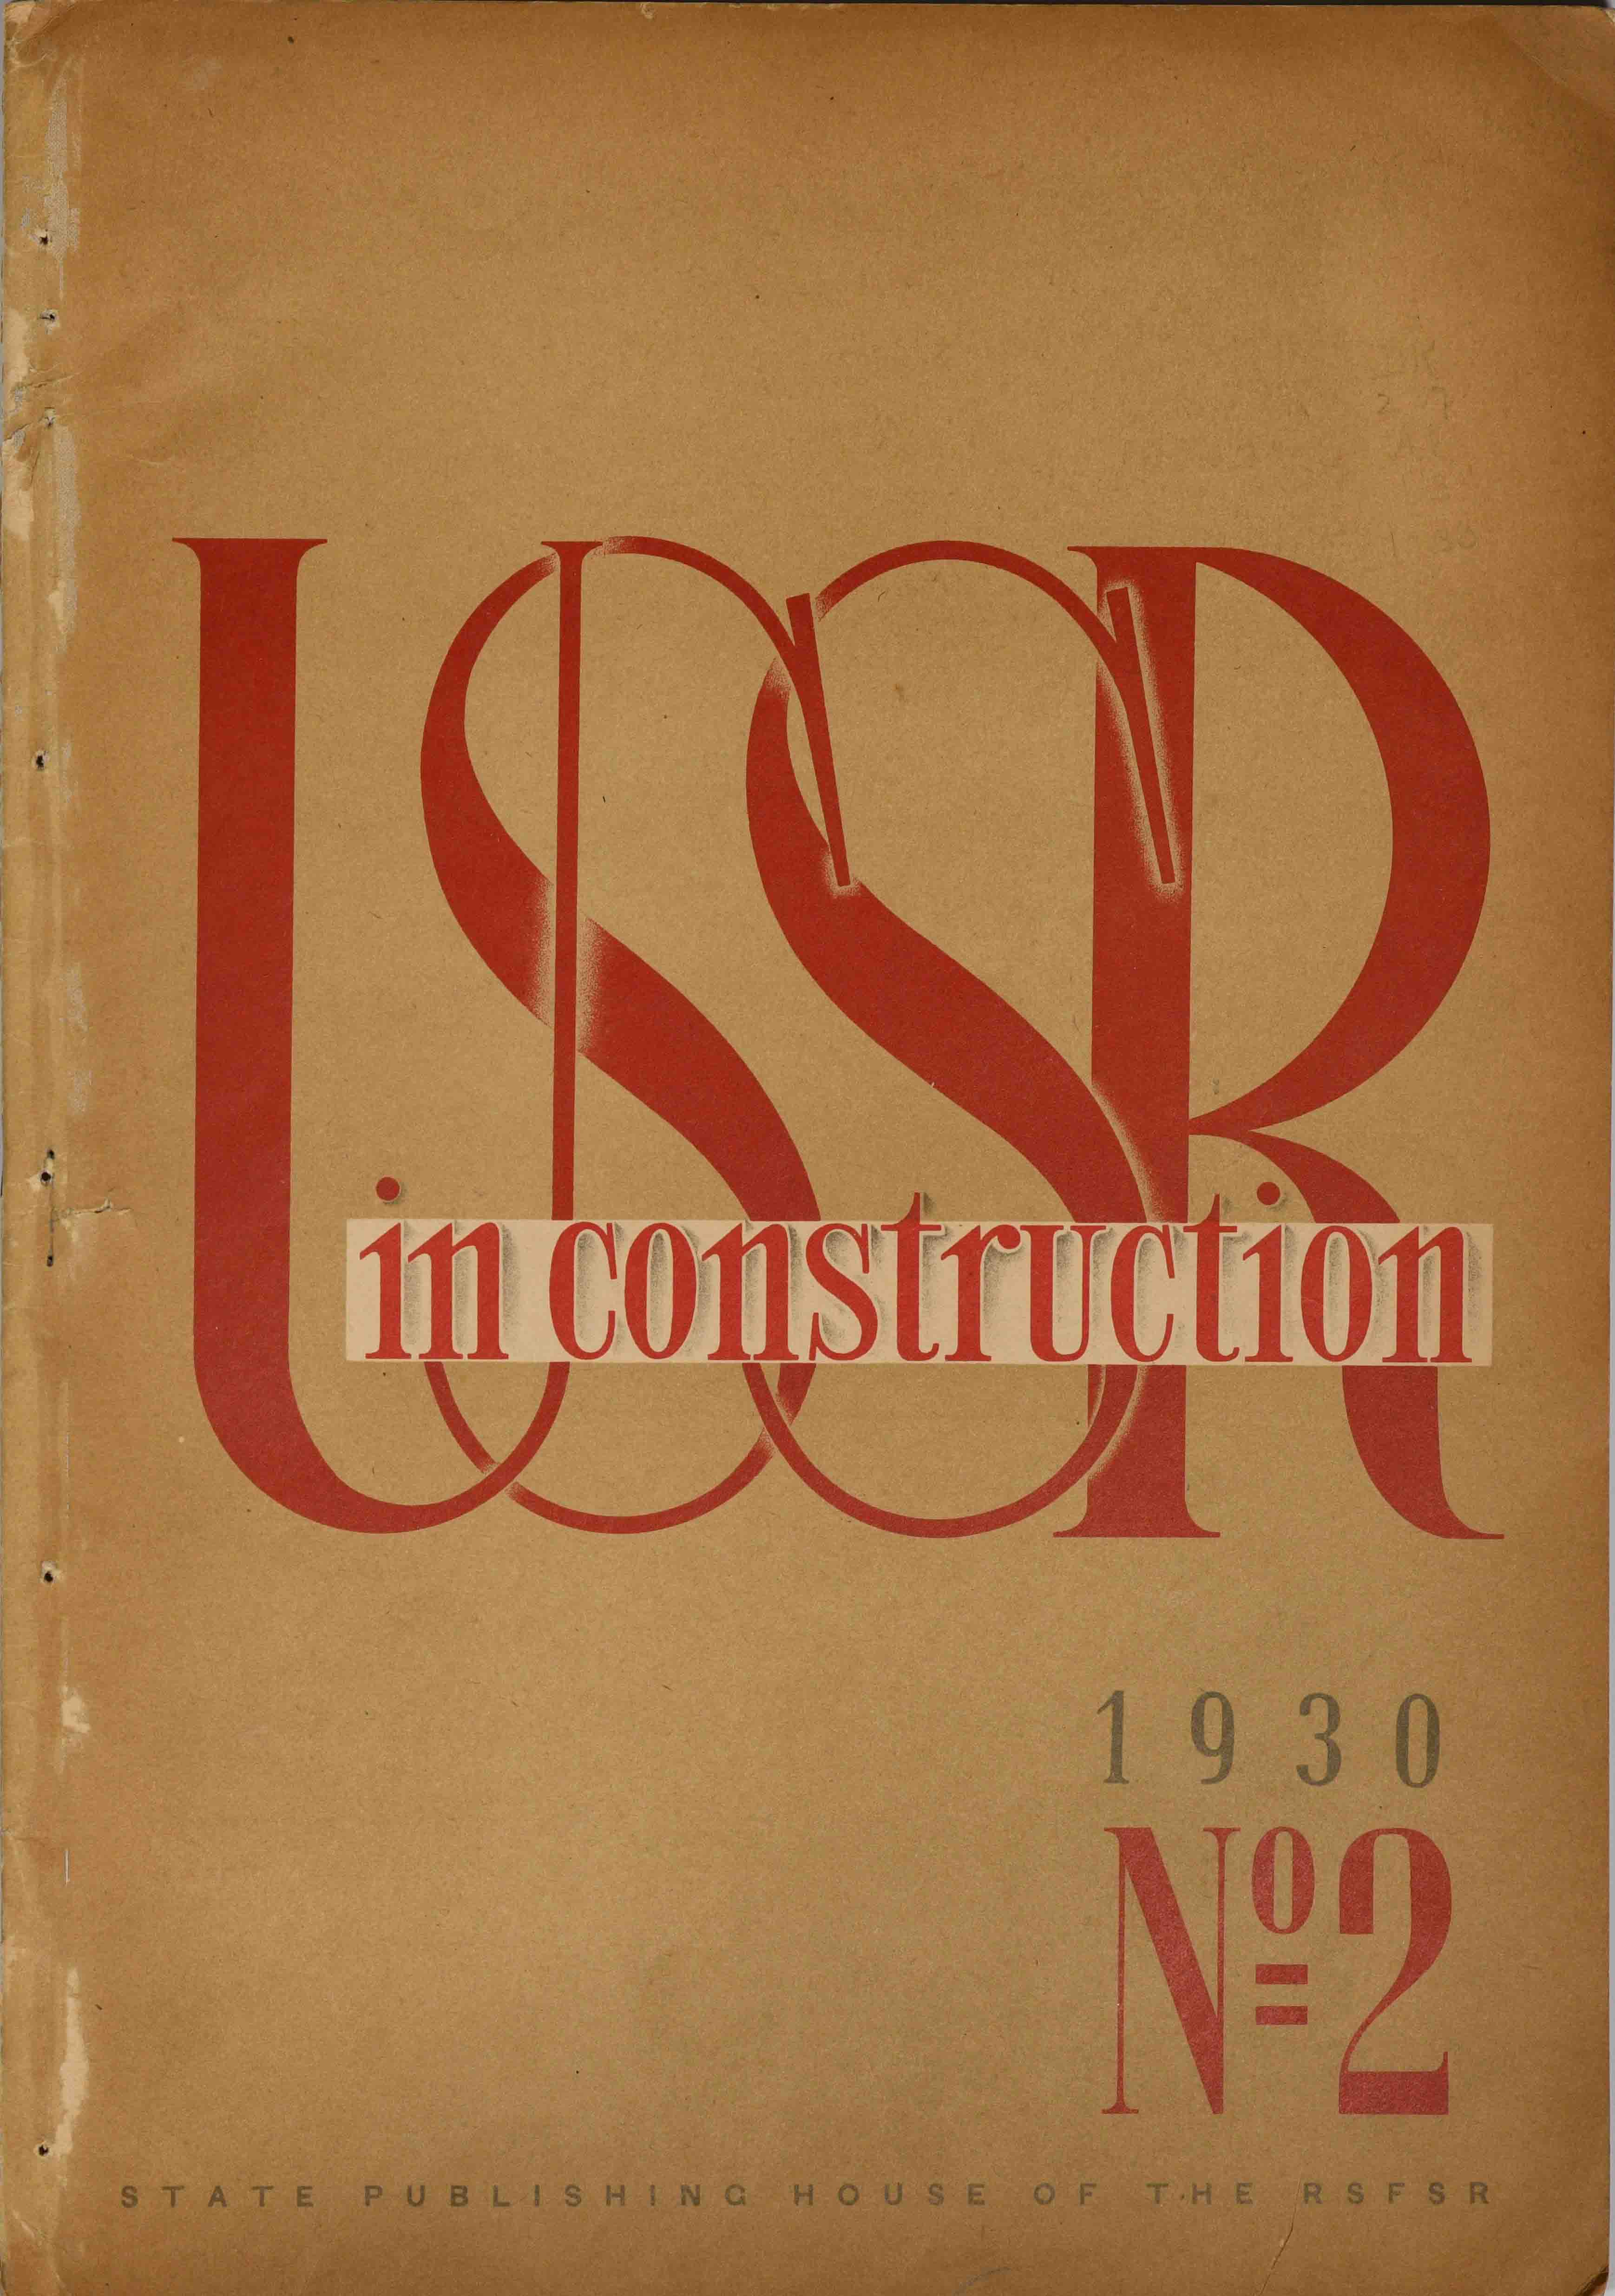 USSR
in construction
1930
№2
STATE PUBLISHING HOUSE OF THE RSFSR